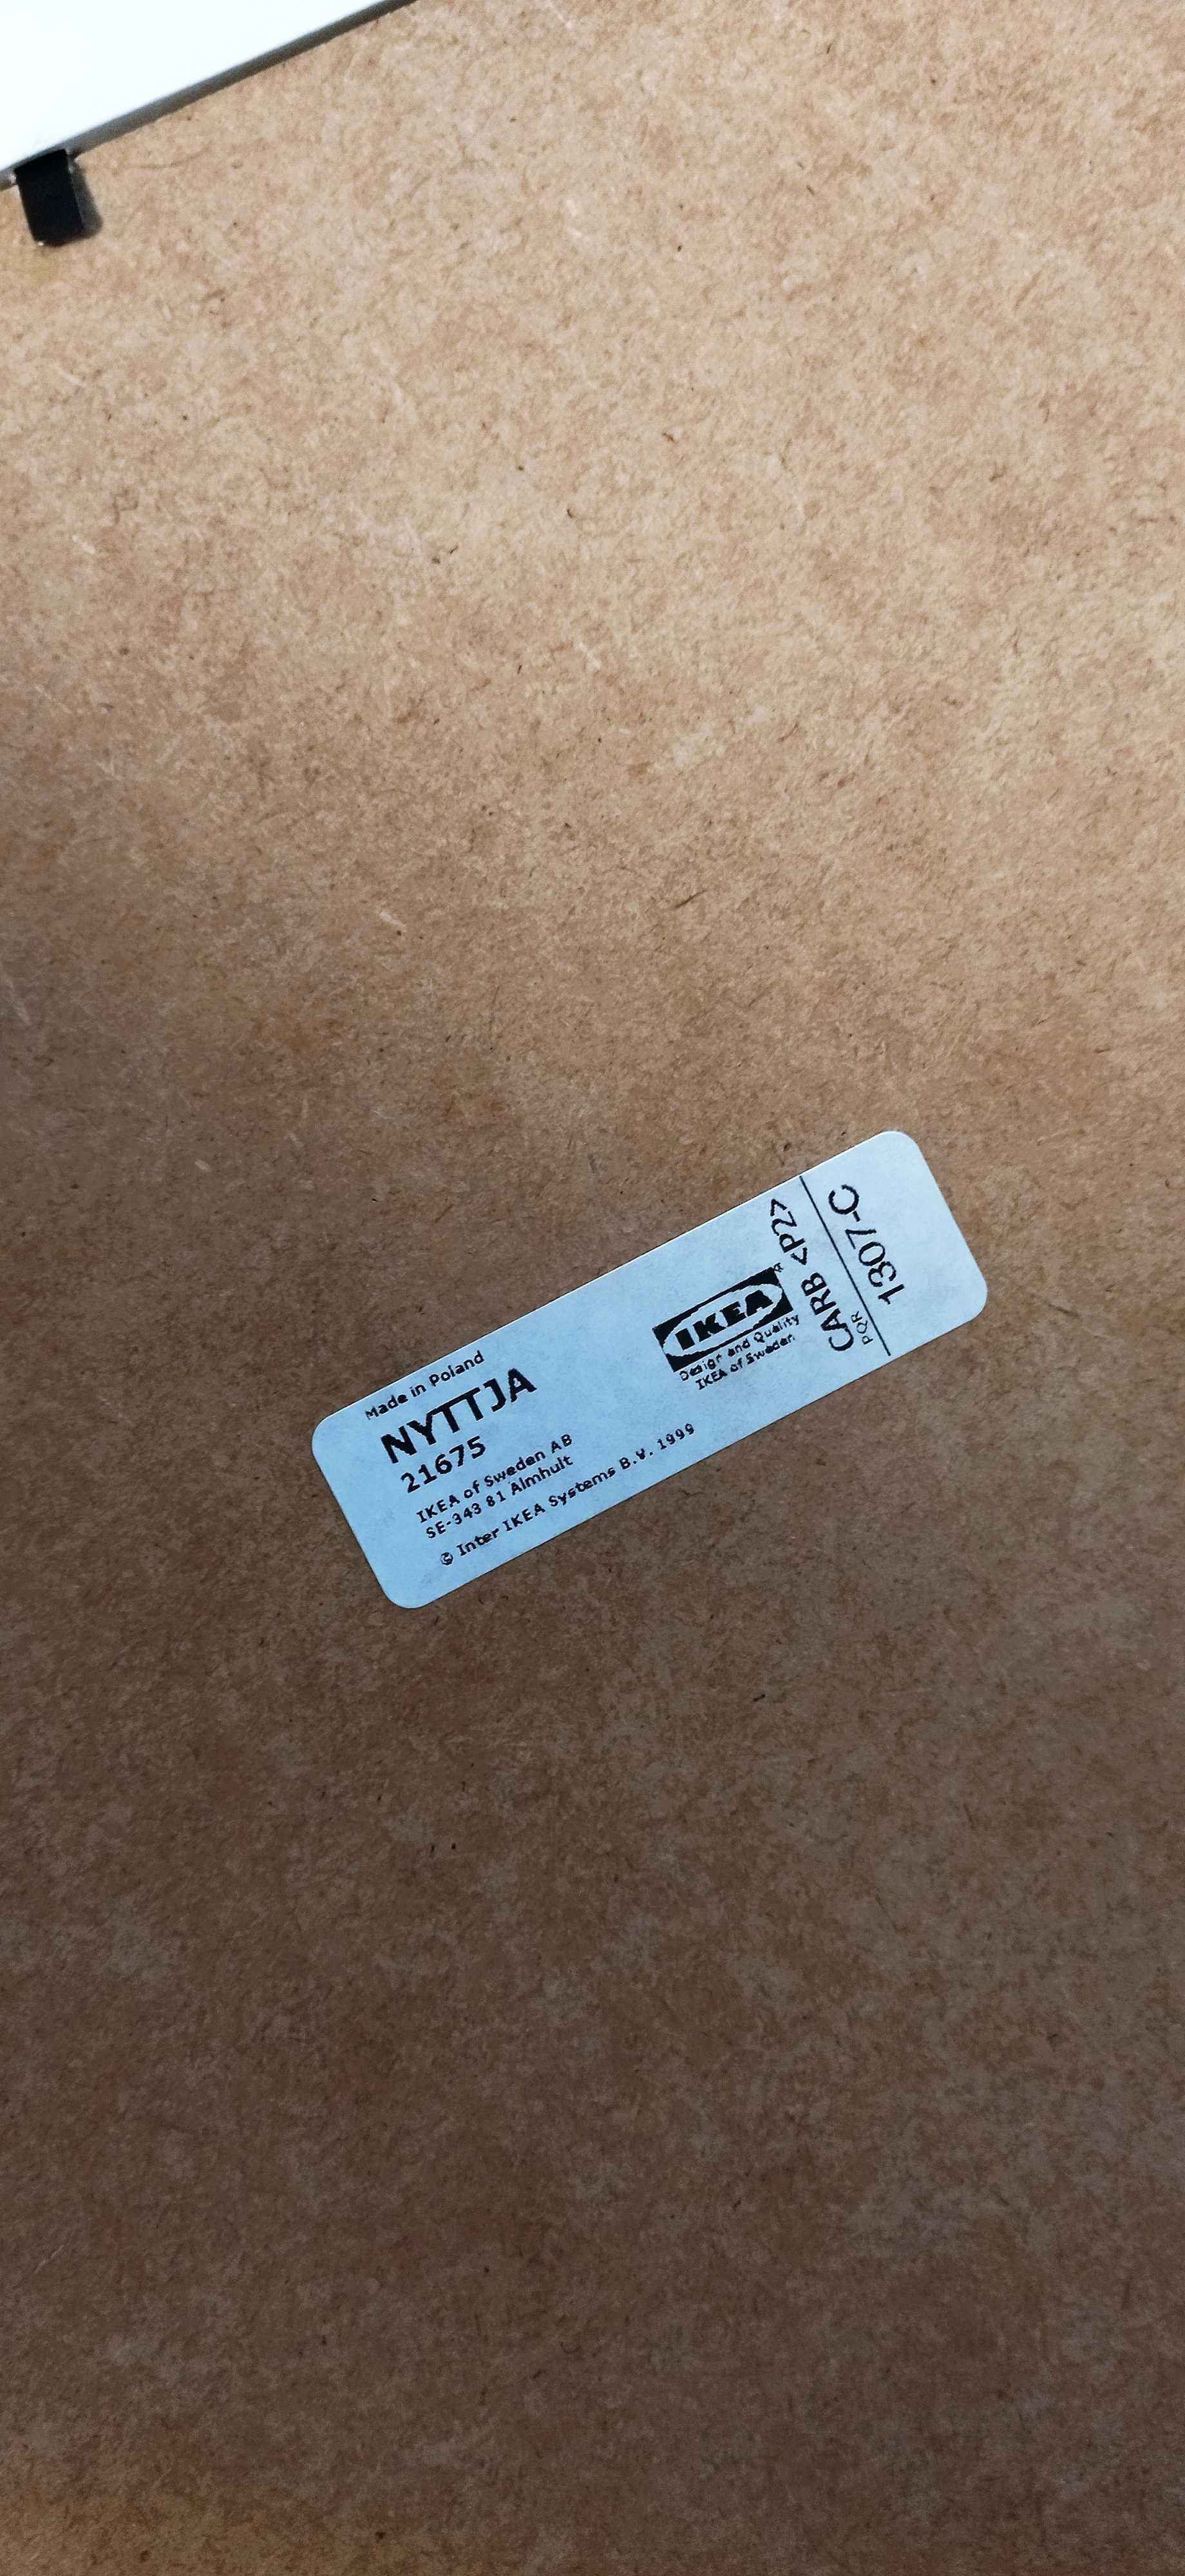 Made in Poland
NYTTJA
21675
IKEA of Sweden AB
SE-343 81 Älmhult
© Inter IKEA Systems B.V. 1999
IKEA®
Design and Quality
IKEA of Sweden
CARB <P2>
PQR
1307-C